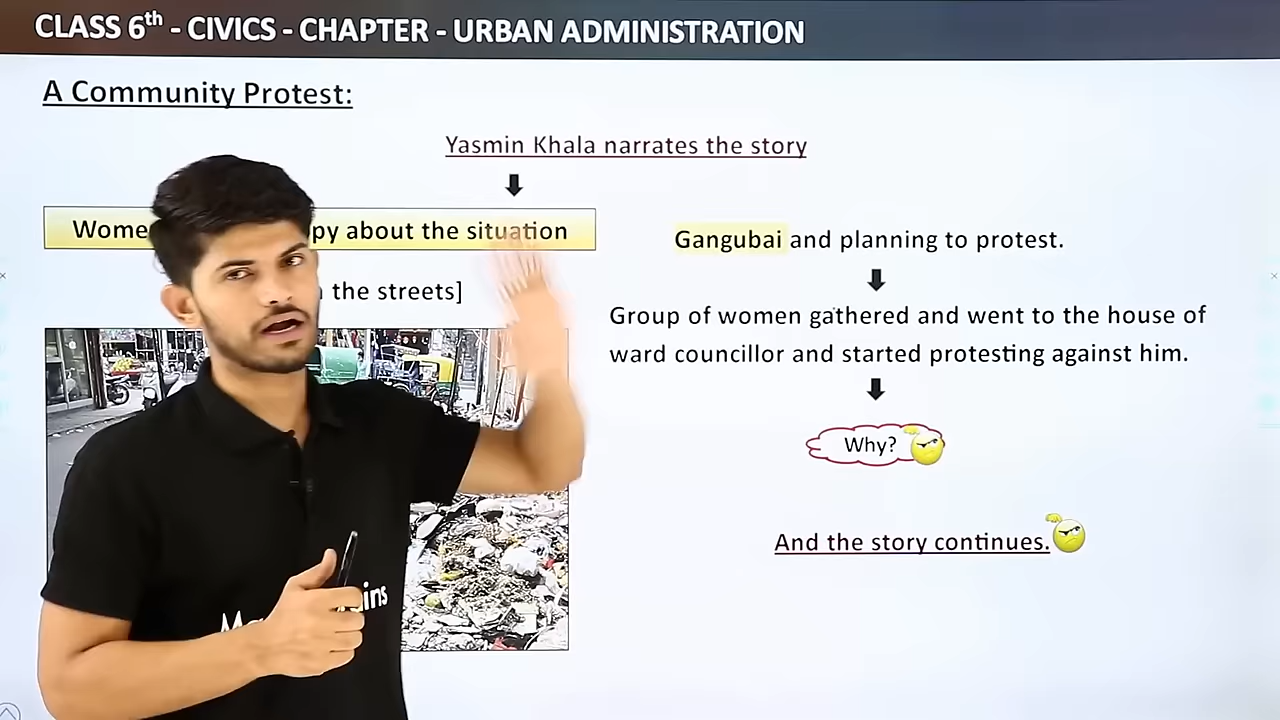 CLASS 6th - CIVICS - CHAPTER - URBAN ADMINISTRATION
A Community Protest:
Yasmin Khala narrates the story
about the situation
the streets]
Gangubai and planning to protest.
Group of women gathered and went to the house of
ward councillor and started protesting against him.
Why?
And the story continues.